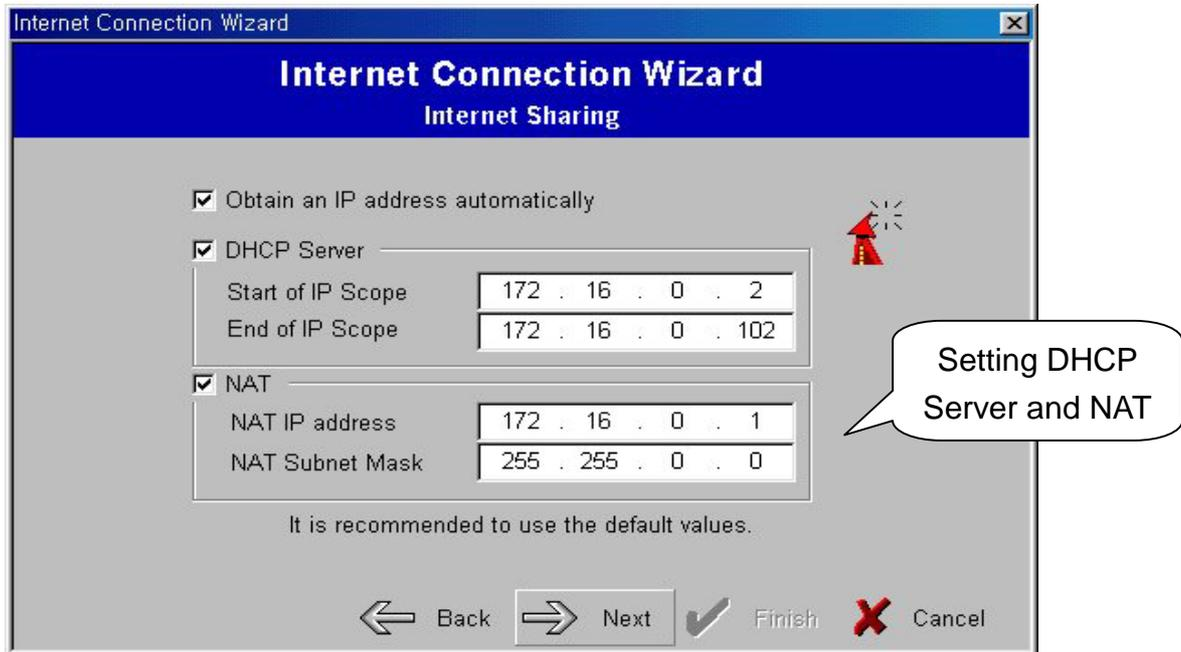 Internet Connection Wizard
Internet Connection Wizard
Internet Sharing
Obtain an IP address automatically
DHCP Server
Start of IP Scope 172 . 16 . 0 . 2
End of IP Scope 172 . 16 . 0 . 102
NAT
NAT IP address 172 . 16 . 0 . 1
NAT Subnet Mask 255 . 255 . 0 . 0
It is recommended to use the default values.
Back Next Finish Cancel
Setting DHCP
Server and NAT